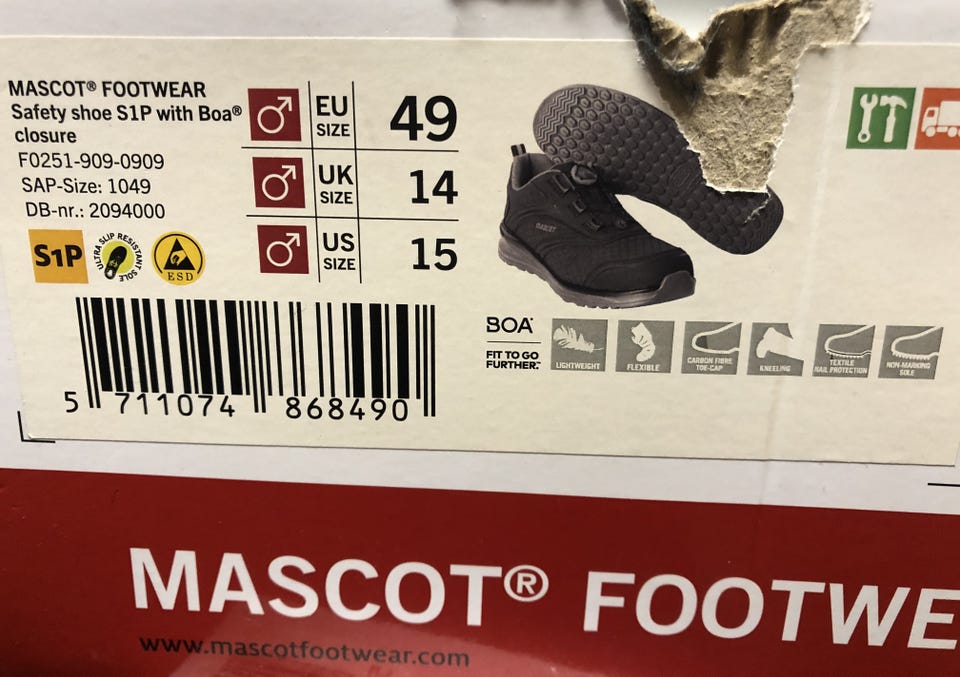 MASCOT® FOOTWEAR
Safety shoe S1P with Boa®
closure
F0251-909-0909
SAP-Size: 1049
DB-nr.: 2094000
EU SIZE 49
UK SIZE 14
US SIZE 15
S1P
ULTRA SLIP RESISTANT SOLE
ESD
MASCOT
5 711074 868490
BOA®
FIT TO GO
FURTHER.™
LIGHTWEIGHT
FLEXIBLE
CARBON FIBRE
TOE-CAP
KNEELING
TEXTILE
NAIL PROTECTION
NON-MARKING
SOLE
MASCOT® FOOTWE
www.mascotfootwear.com